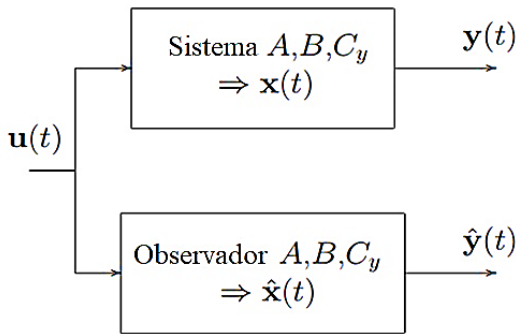 Sistema A,B,C_y
⇒ x(t)
y(t)
u(t)
Observador A,B,C_y
⇒ x̂(t)
ŷ(t)